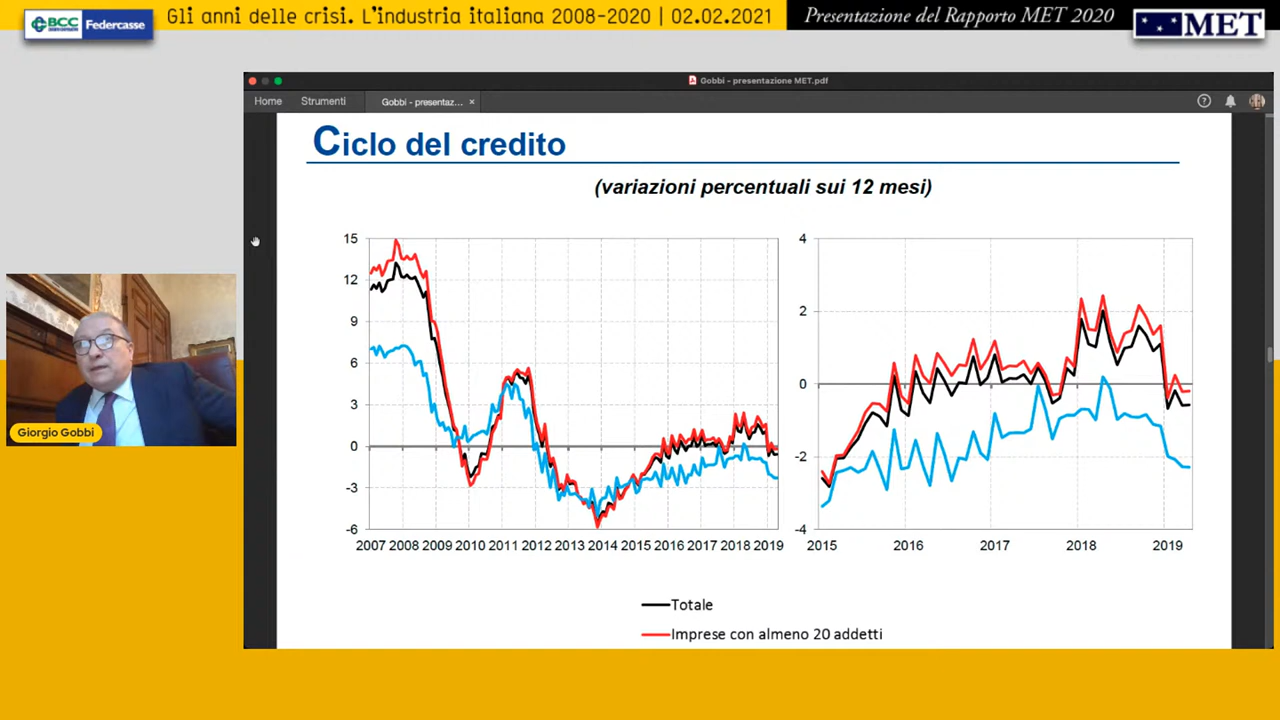 BCC
Federcasse
Gli anni delle crisi. L'industria italiana 2008-2020 | 02.02.2021
Presentazione del Rapporto MET 2020
MET
Gobbi - presentazione MET.pdf
Home
Strumenti
Gobbi - presentaz... ×
Ciclo del credito
(variazioni percentuali sui 12 mesi)
15
12
9
6
3
0
-3
-6
2007 2008 2009 2010 2011 2012 2013 2014 2015 2016 2017 2018 2019
4
2
0
-2
-4
2015 2016 2017 2018 2019
Totale
Imprese con almeno 20 addetti
Giorgio Gobbi